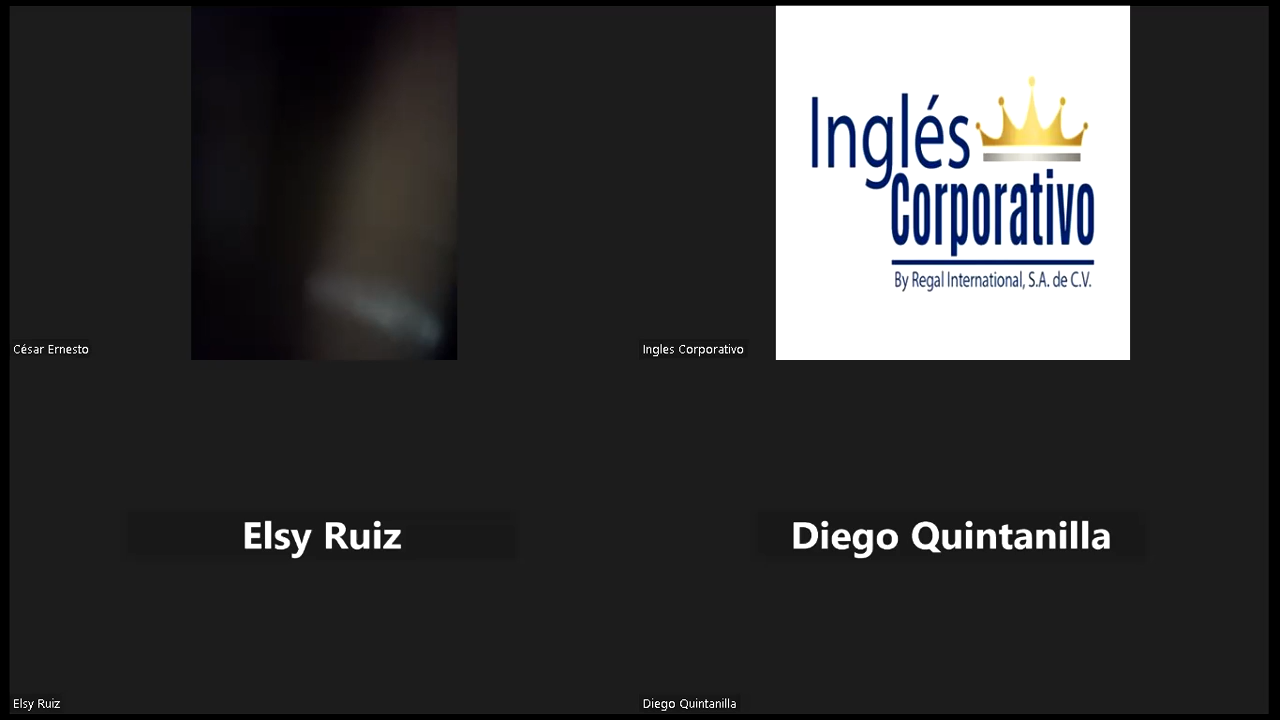 Inglés
Corporativo
By Regal International, S.A. de C.V.
César Ernesto
Ingles Corporativo
Elsy Ruiz
Diego Quintanilla
Elsy Ruiz
Diego Quintanilla